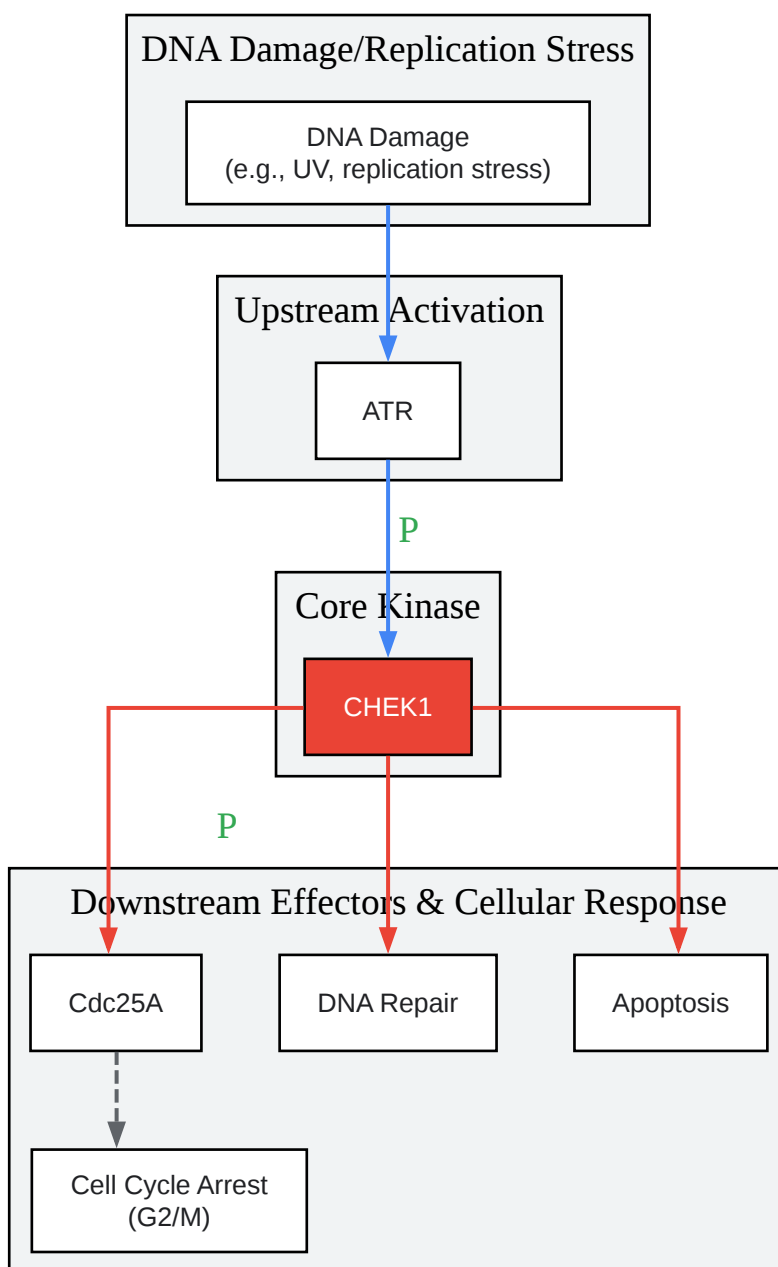 DNA Damage/Replication Stress
DNA Damage
(e.g., UV, replication stress)
Upstream Activation
ATR
P
Core Kinase
CHEK1
P
Downstream Effectors & Cellular Response
Cdc25A
DNA Repair
Apoptosis
Cell Cycle Arrest
(G2/M)